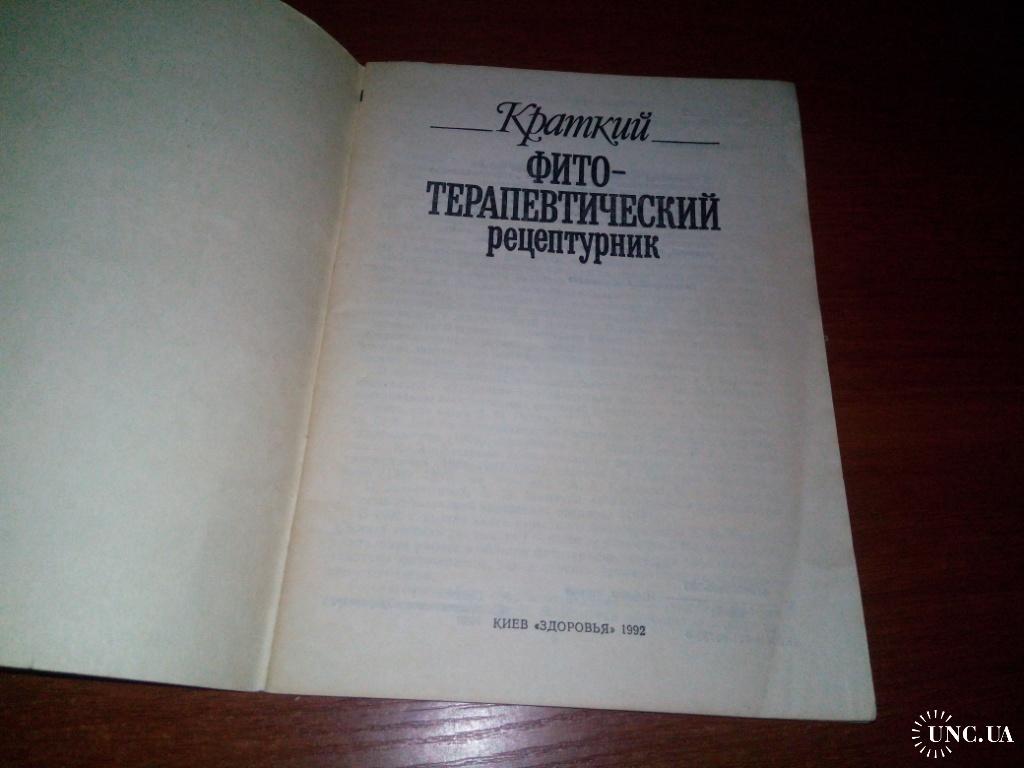 Краткий
ФИТО-
ТЕРАПЕВТИЧЕСКИЙ
рецептурник
КИЕВ «ЗДОРОВЬЯ» 1992
UNC.UA